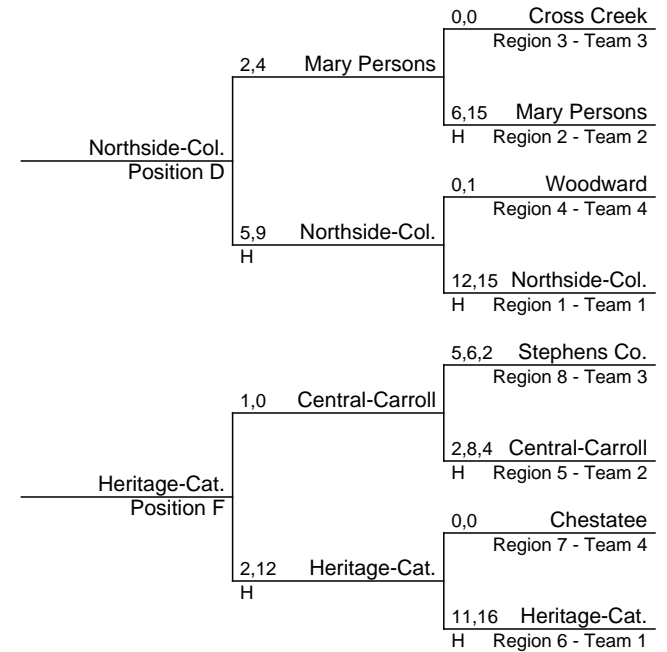 0,0 Cross Creek
Region 3 - Team 3
2,4 Mary Persons
6,15 Mary Persons
H Region 2 - Team 2
Northside-Col.
Position D
0,1 Woodward
Region 4 - Team 4
5,9 Northside-Col.
H
12,15 Northside-Col.
H Region 1 - Team 1
5,6,2 Stephens Co.
Region 8 - Team 3
1,0 Central-Carroll
2,8,4 Central-Carroll
H Region 5 - Team 2
Heritage-Cat.
Position F
0,0 Chestatee
Region 7 - Team 4
2,12 Heritage-Cat.
H
11,16 Heritage-Cat.
H Region 6 - Team 1